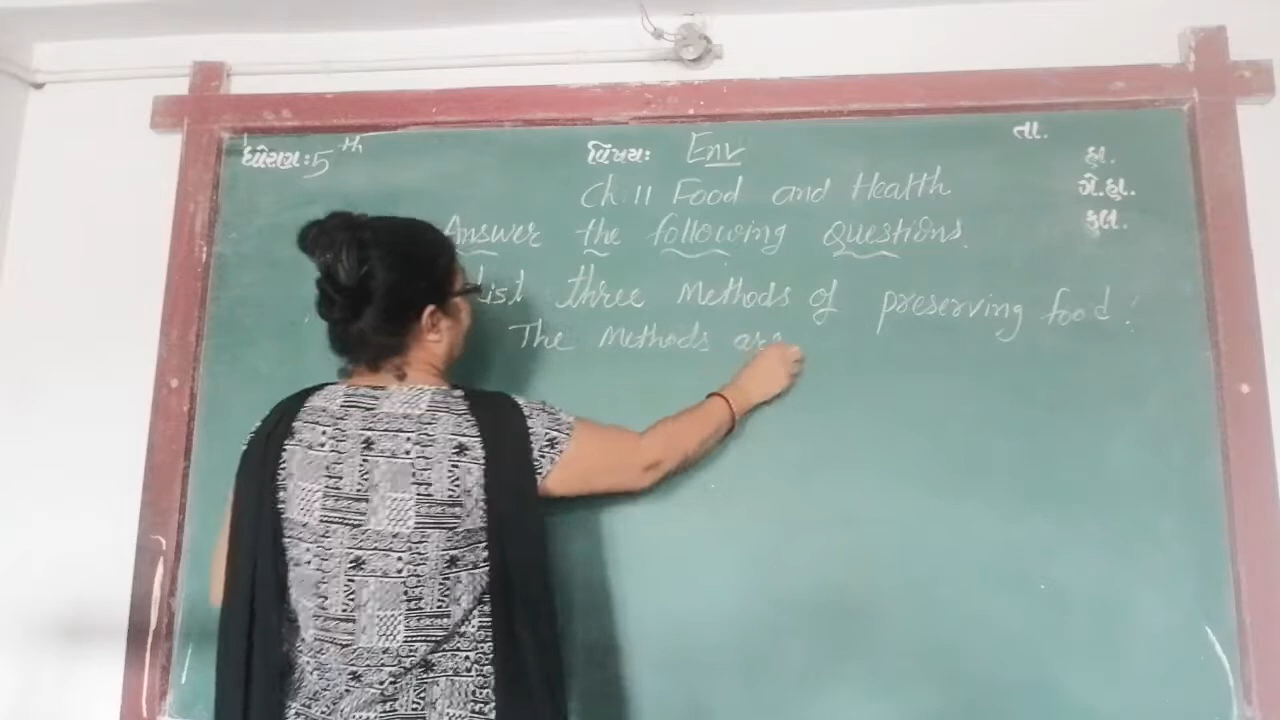 ધોરણ: 5th વિષય: Env તા.
હા.
Ch. 11 Food and Health ગે.હા.
Answer the following questions. કુલ.
List three Methods of preserving food.
The Methods are